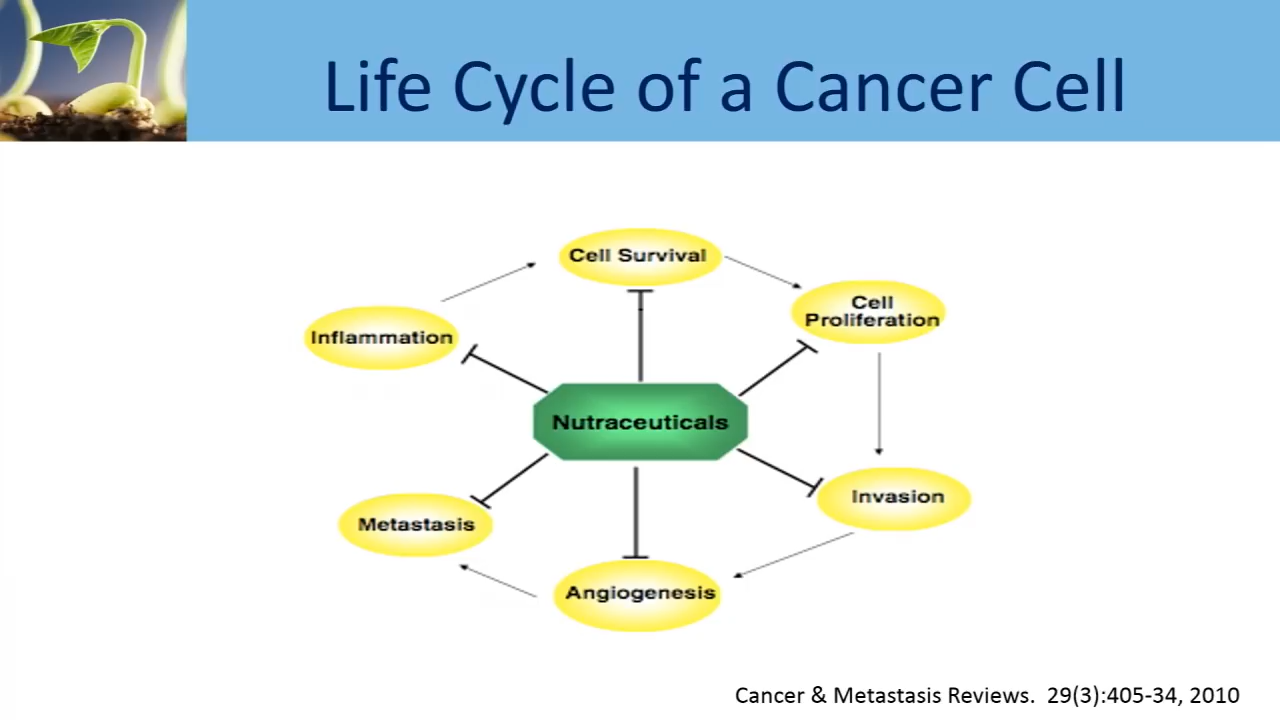 Life Cycle of a Cancer Cell
Cell Survival
Cell
Proliferation
Inflammation
Nutraceuticals
Invasion
Metastasis
Angiogenesis
Cancer & Metastasis Reviews.  29(3):405-34, 2010